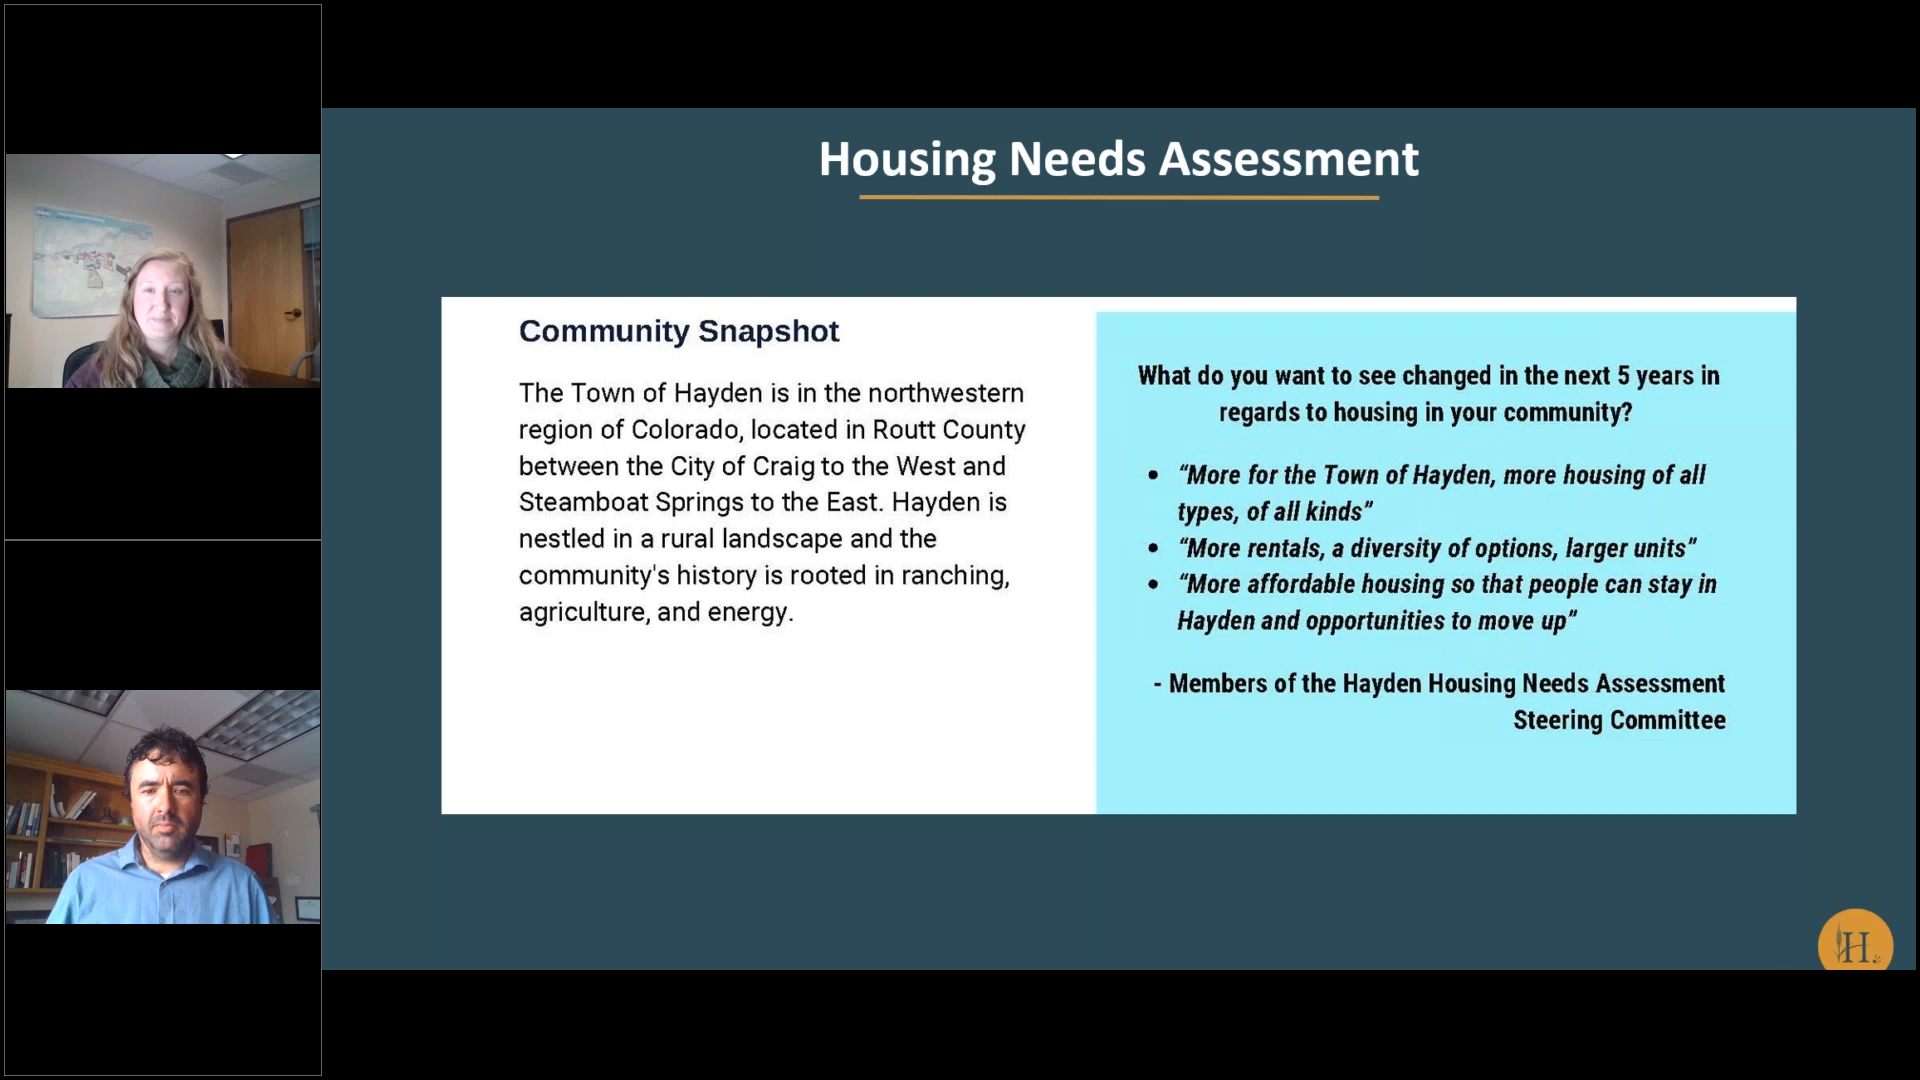 Housing Needs Assessment
Community Snapshot
The Town of Hayden is in the northwestern
region of Colorado, located in Routt County
between the City of Craig to the West and
Steamboat Springs to the East. Hayden is
nestled in a rural landscape and the
community's history is rooted in ranching,
agriculture, and energy.
What do you want to see changed in the next 5 years in
regards to housing in your community?
• “More for the Town of Hayden, more housing of all
types, of all kinds”
• “More rentals, a diversity of options, larger units”
• “More affordable housing so that people can stay in
Hayden and opportunities to move up”
- Members of the Hayden Housing Needs Assessment
Steering Committee
H.